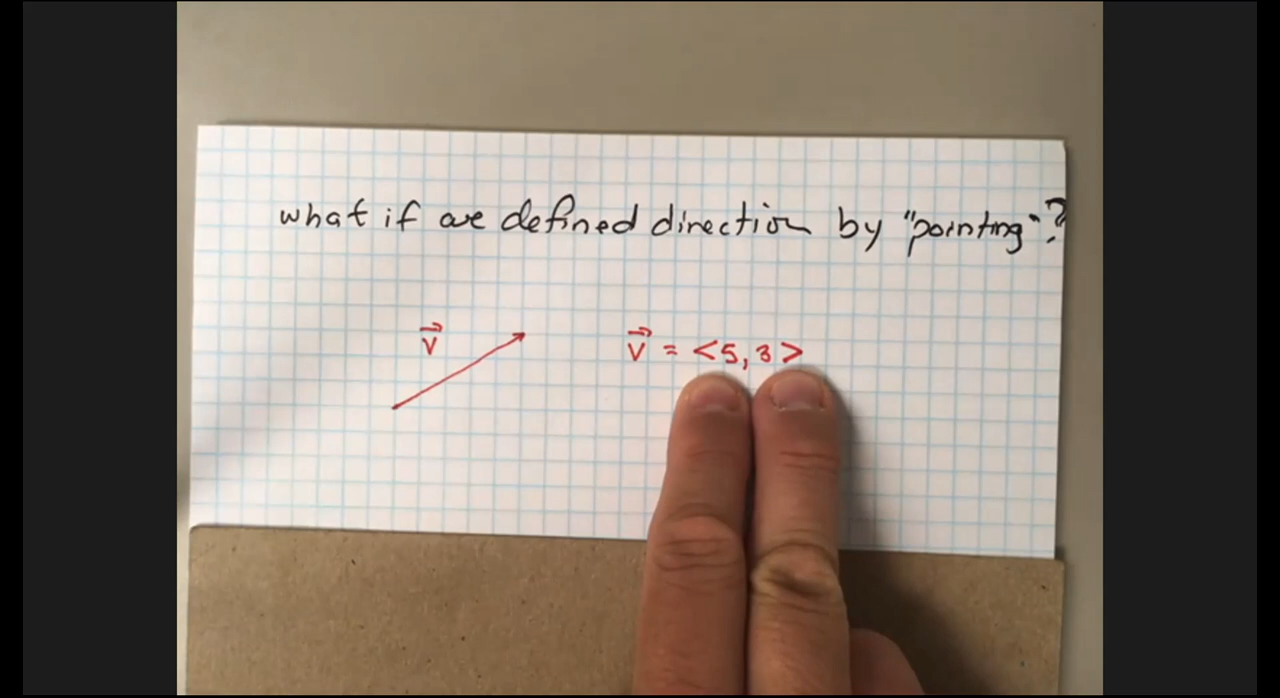 what if we defined direction by "pointing"?
v⃗
v⃗ = <5, 3>